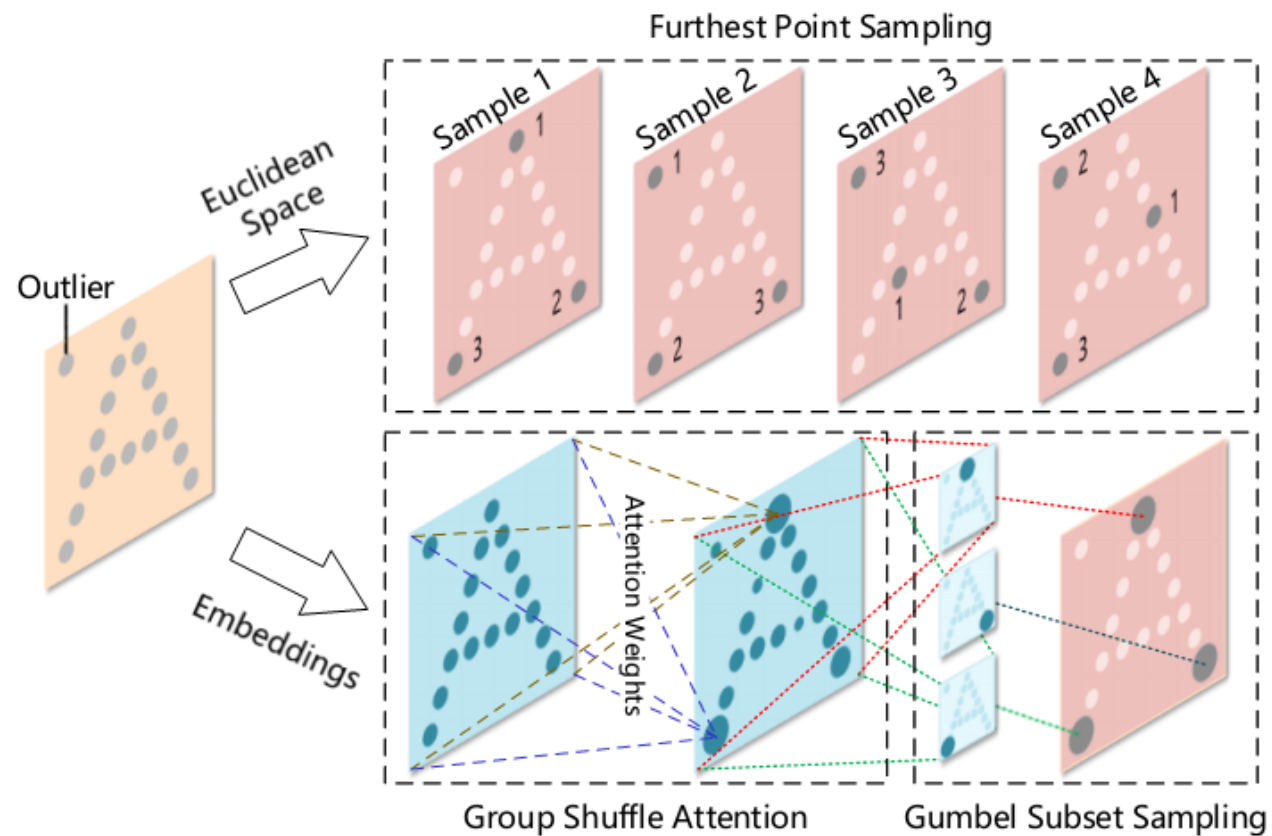 Furthest Point Sampling
Sample 1
Sample 2
Sample 3
Sample 4
1
2
3
1
2
3
3
1
2
2
1
3
Euclidean
Space
Outlier
Embeddings
Attention Weights
Group Shuffle Attention
Gumbel Subset Sampling